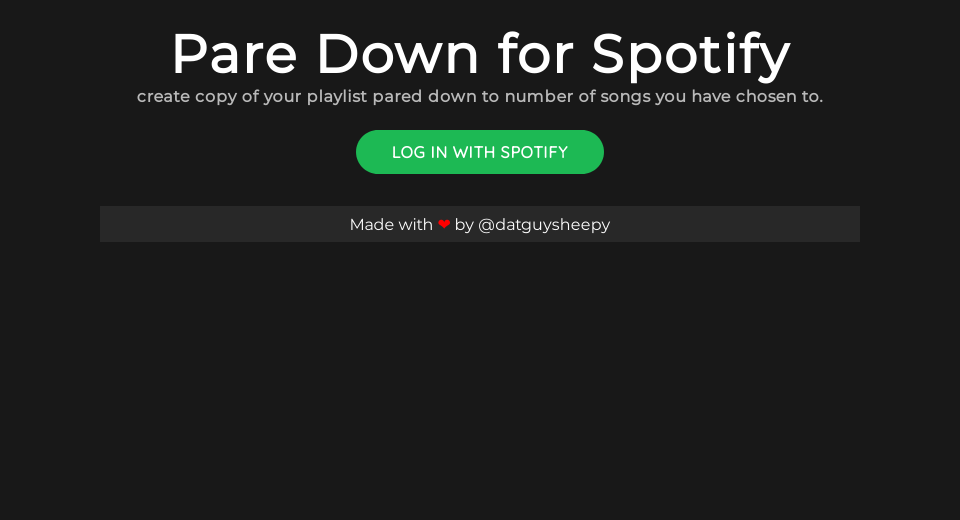 Pare Down for Spotify
create copy of your playlist pared down to number of songs you have chosen to.
LOG IN WITH SPOTIFY
Made with ❤ by @datguysheepy